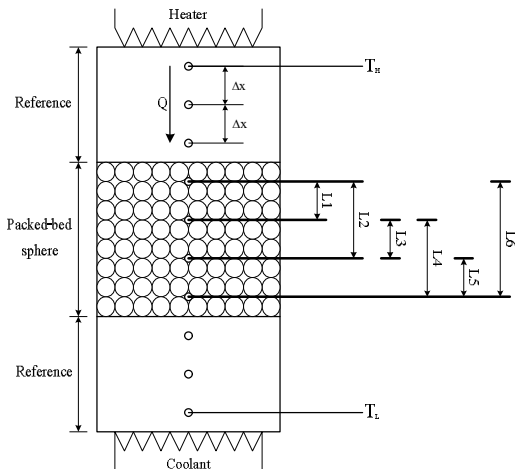 Heater
T_H
Δx
Reference
Q
Δx
L1
L2
L3
L4
L5
L6
Packed-bed
sphere
Reference
T_L
Coolant